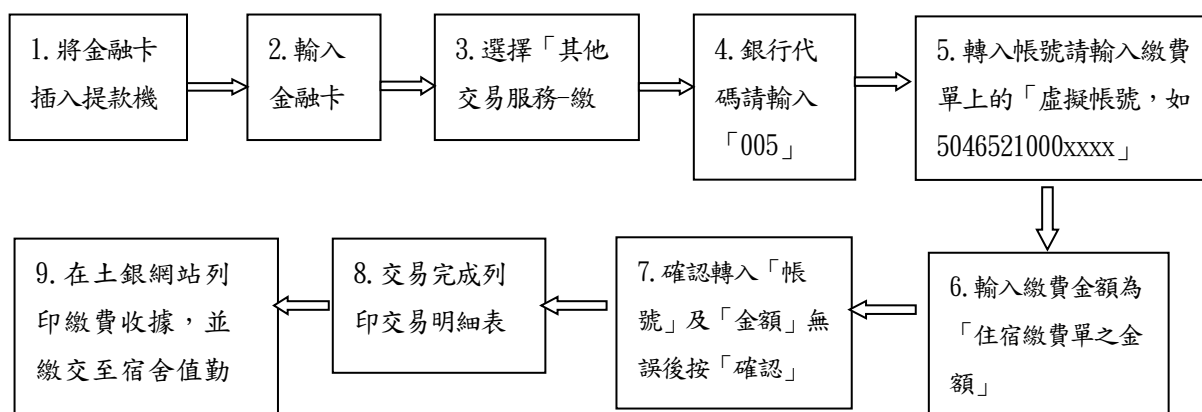 1.將金融卡
插入提款機
2.輸入
金融卡
3.選擇「其他
交易服務-繳
4.銀行代
碼請輸入
「005」
5.轉入帳號請輸入繳費
單上的「虛擬帳號,如
5046521000xxxx」
6.輸入繳費金額為
「住宿繳費單之金
額」
7.確認轉入「帳
號」及「金額」無
誤後按「確認」
8.交易完成列
印交易明細表
9.在土銀網站列
印繳費收據,並
繳交至宿舍值勤